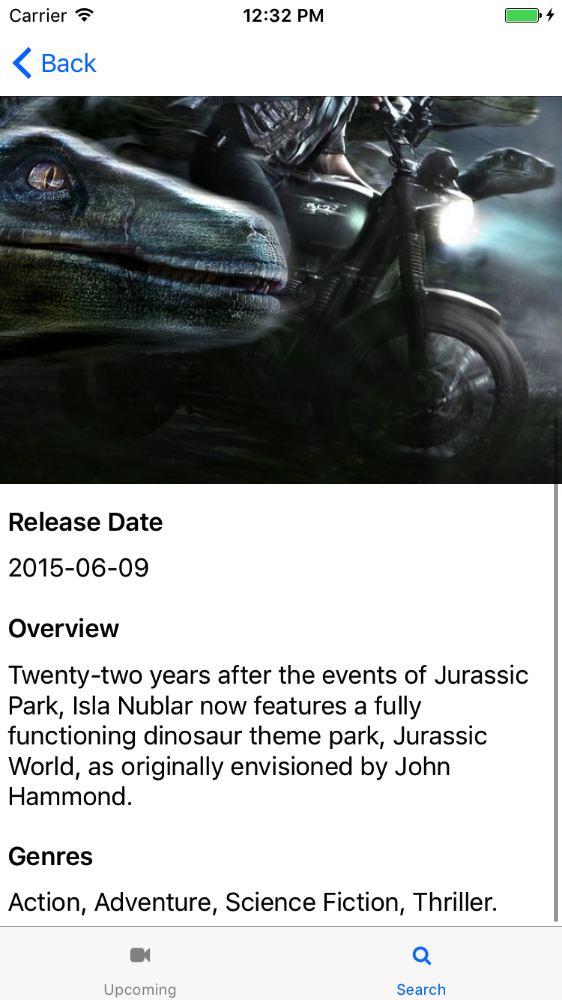 Carrier 12:32 PM
Back
Release Date
2015-06-09
Overview
Twenty-two years after the events of Jurassic
Park, Isla Nublar now features a fully
functioning dinosaur theme park, Jurassic
World, as originally envisioned by John
Hammond.
Genres
Action, Adventure, Science Fiction, Thriller.
Upcoming Search